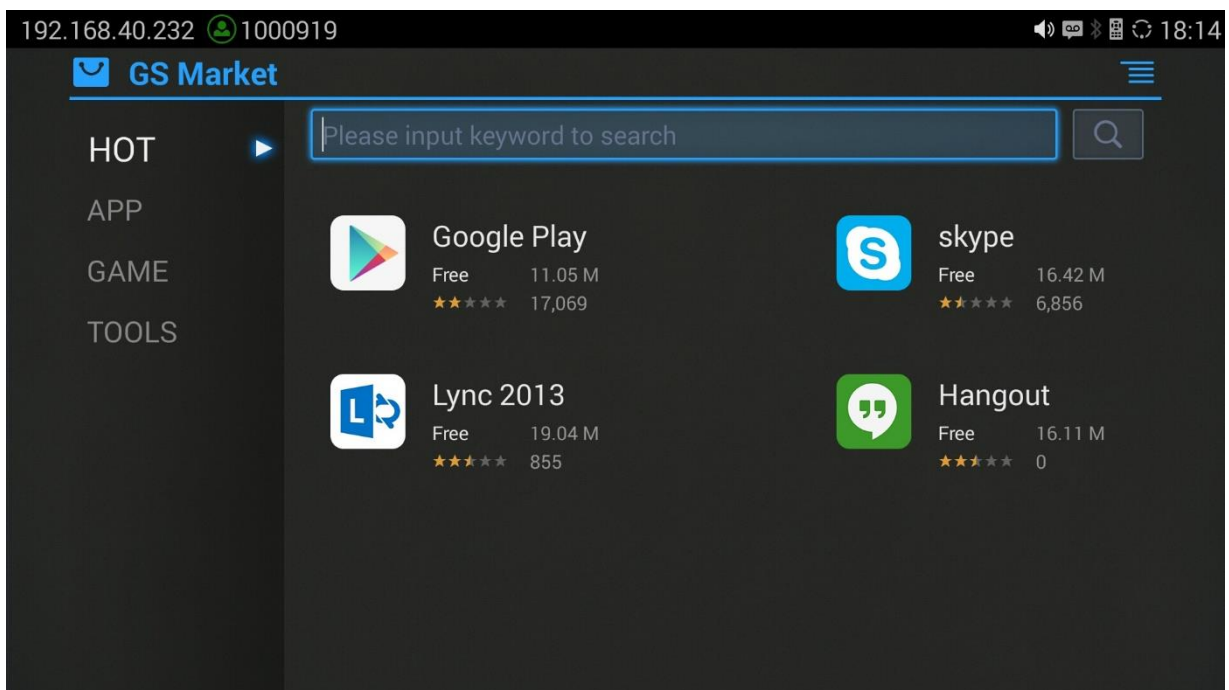 192.168.40.232 1000919 18:14
GS Market
HOT
APP
GAME
TOOLS
Please input keyword to search
Google Play
Free 11.05 M
17,069
skype
Free 16.42 M
6,856
Lync 2013
Free 19.04 M
855
Hangout
Free 16.11 M
0